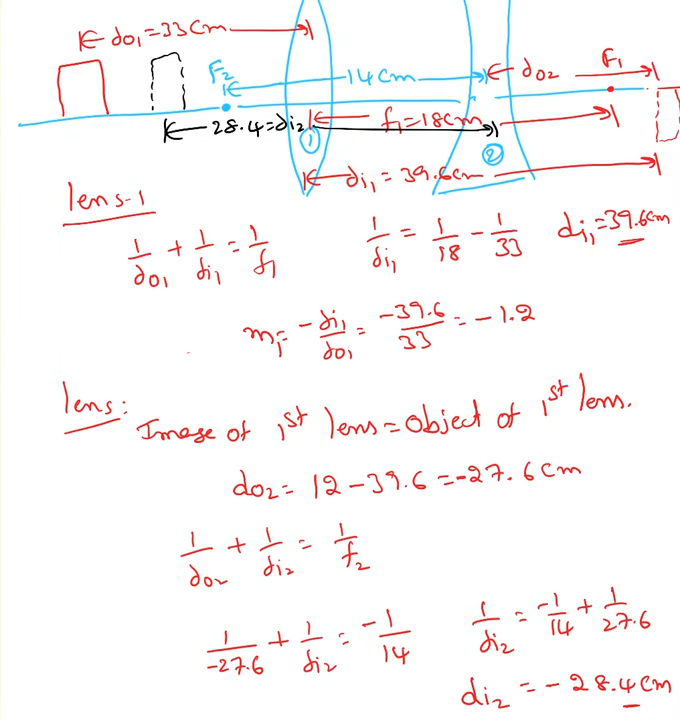 do₁ = 33 cm
F₂
14 cm
do₂
F₁
28.4 = di₂
f₁ = 18 cm
①
②
di₁ = 39.6 cm
lens-1
1/do₁ + 1/di₁ = 1/f₁ 1/di₁ = 1/18 - 1/33 di₁ = 39.6 cm
m₁ = -di₁/do₁ = -39.6/33 = -1.2
lens:
Image of 1st lens = object of 1st lens.
do₂ = 12 - 39.6 = -27.6 cm
1/do₂ + 1/di₂ = 1/f₂
1/-27.6 + 1/di₂ = -1/14 1/di₂ = -1/14 + 1/27.6
di₂ = -28.4 cm